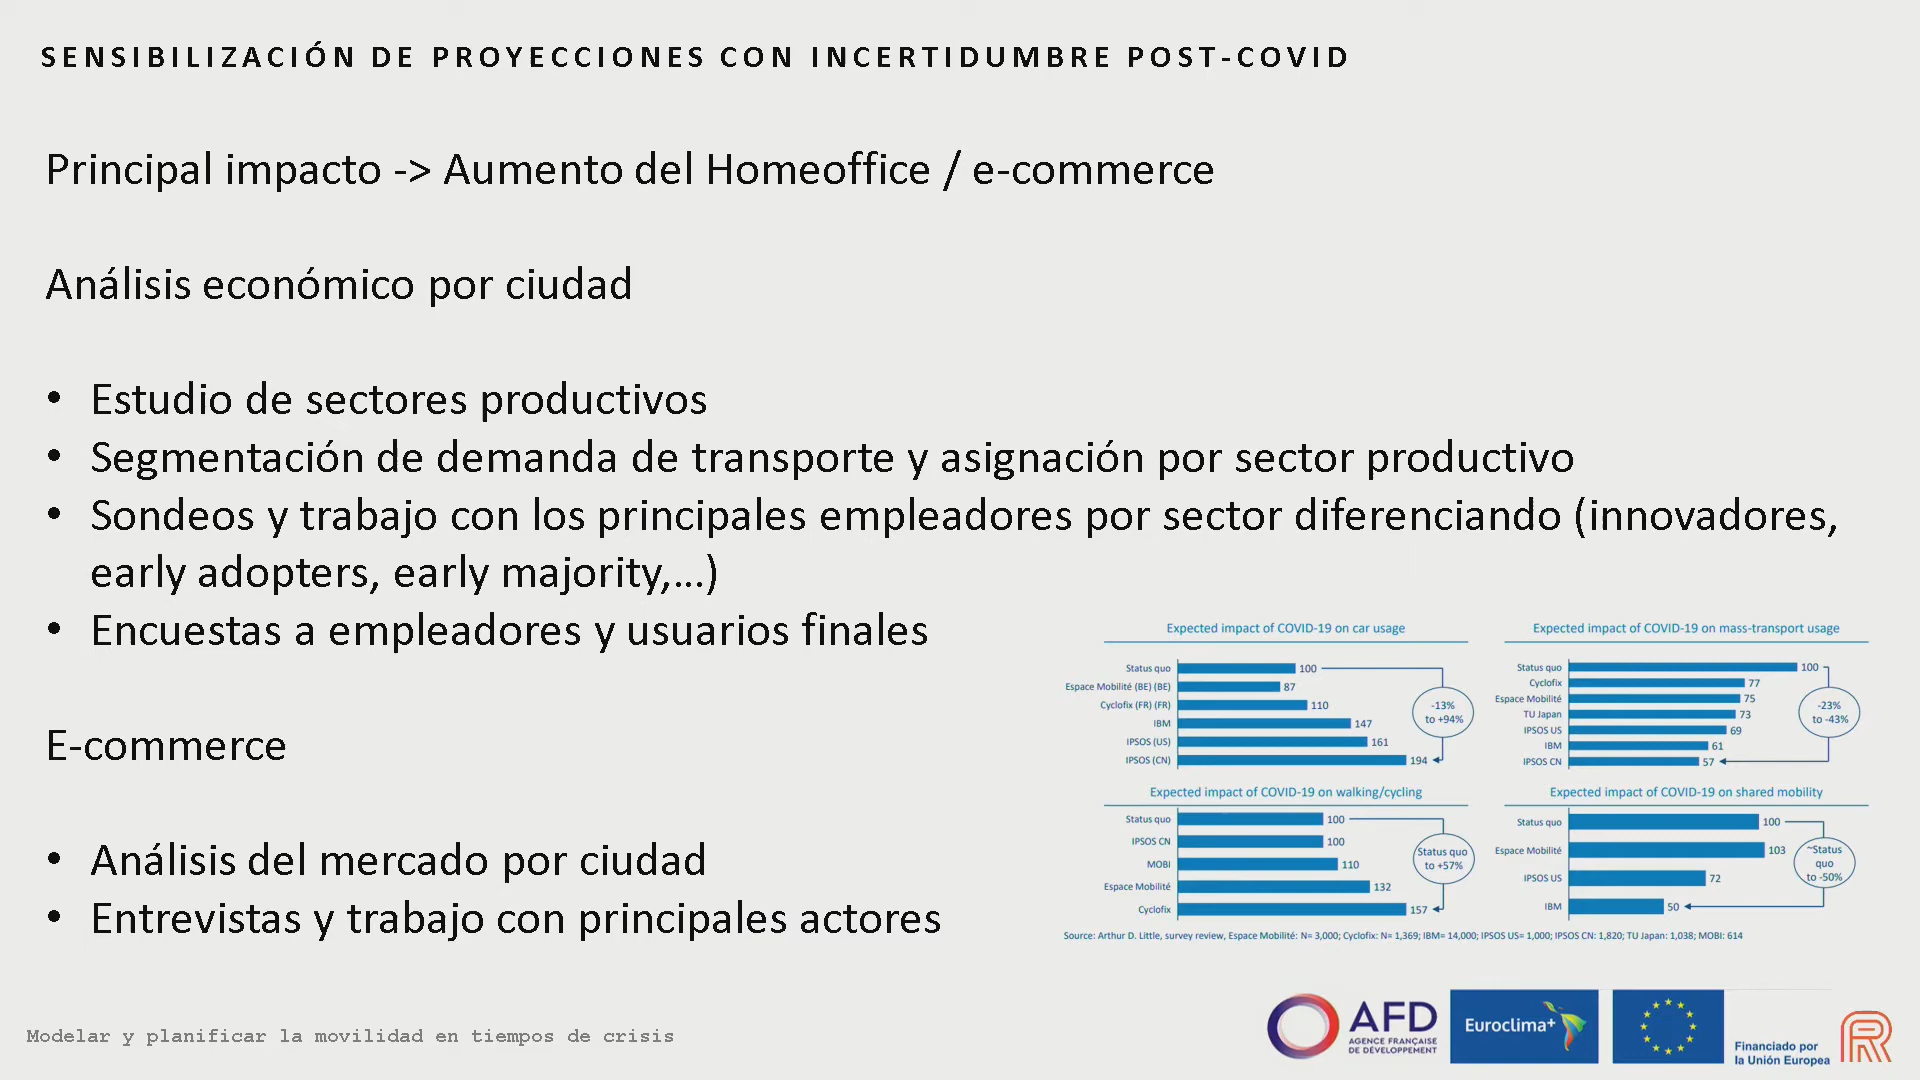 SENSIBILIZACIÓN DE PROYECCIONES CON INCERTIDUMBRE POST-COVID
Principal impacto -> Aumento del Homeoffice / e-commerce
Análisis económico por ciudad
• Estudio de sectores productivos
• Segmentación de demanda de transporte y asignación por sector productivo
• Sondeos y trabajo con los principales empleadores por sector diferenciando (innovadores,
early adopters, early majority,...)
• Encuestas a empleadores y usuarios finales
E-commerce
• Análisis del mercado por ciudad
• Entrevistas y trabajo con principales actores
Expected impact of COVID-19 on car usage
Status quo 100
Espace Mobilité (BE) (BE) 87
Cyclofix (FR) (FR) 110
IBM 147
IPSOS (US) 161
IPSOS (CN) 194
-13%
to +94%
Expected impact of COVID-19 on mass-transport usage
Status quo 100
Cyclofix 77
Espace Mobilité 75
TU Japan 73
IPSOS US 69
IBM 61
IPSOS CN 57
-23%
to -43%
Expected impact of COVID-19 on walking/cycling
Status quo 100
IPSOS CN 100
MOBI 110
Espace Mobilité 132
Cyclofix 157
Status quo
to +57%
Expected impact of COVID-19 on shared mobility
Status quo 100
Espace Mobilité 103
IPSOS US 72
IBM 50
~Status
quo
to -50%
Source: Arthur D. Little, survey review, Espace Mobilité: N= 3,000; Cyclofix: N= 1,369; IBM= 14,000; IPSOS US= 1,000; IPSOS CN: 1,820; TU Japan: 1,038; MOBI: 614
Modelar y planificar la movilidad en tiempos de crisis
AFD
AGENCE FRANÇAISE
DE DÉVELOPPEMENT
Euroclima+
Financiado por
la Unión Europea